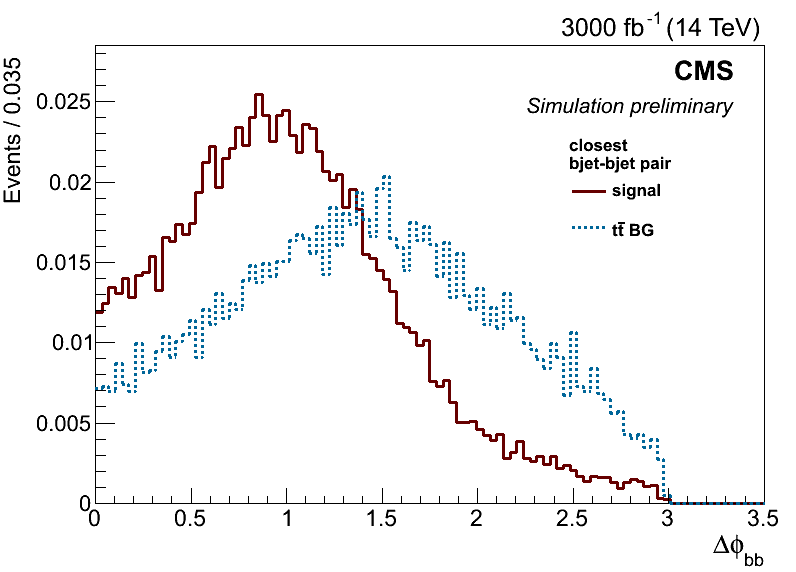 3000 fb⁻¹ (14 TeV)
CMS
Simulation preliminary
closest
bjet-bjet pair
signal
tt̄ BG
Events / 0.035
0.025
0.02
0.015
0.01
0.005
0
0 0.5 1 1.5 2 2.5 3 3.5
Δϕbb